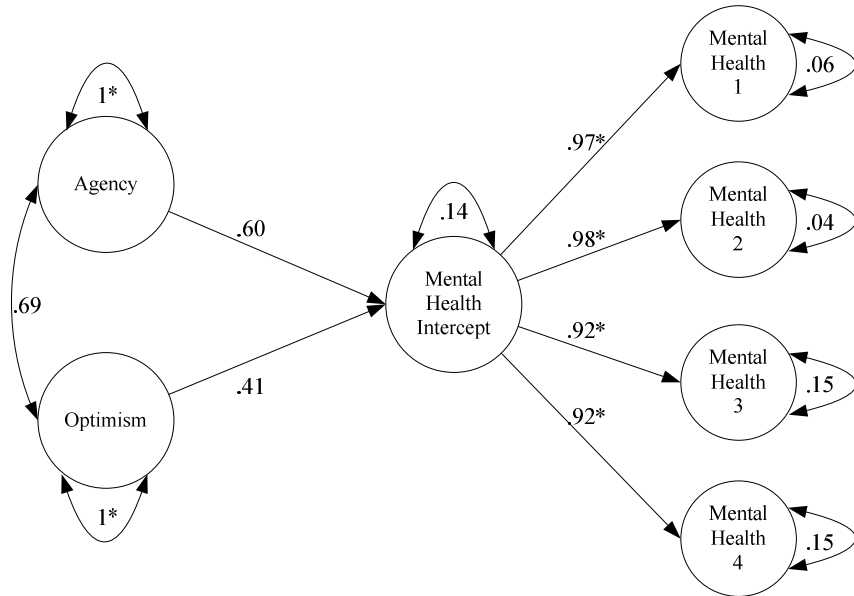 1*
Agency
.69
Optimism
1*
.60
.41
.14
Mental
Health
Intercept
.97*
.98*
.92*
.92*
Mental
Health
1
.06
Mental
Health
2
.04
Mental
Health
3
.15
Mental
Health
4
.15